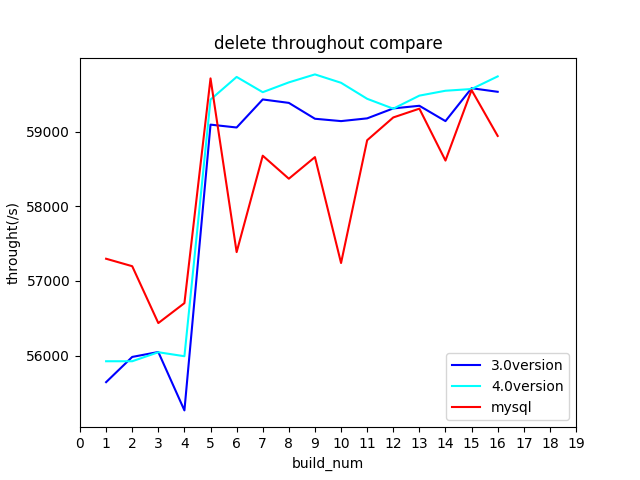 delete throughout compare
throught(/s)
59000
58000
57000
56000
3.0version
4.0version
mysql
0 1 2 3 4 5 6 7 8 9 10 11 12 13 14 15 16 17 18 19
build_num